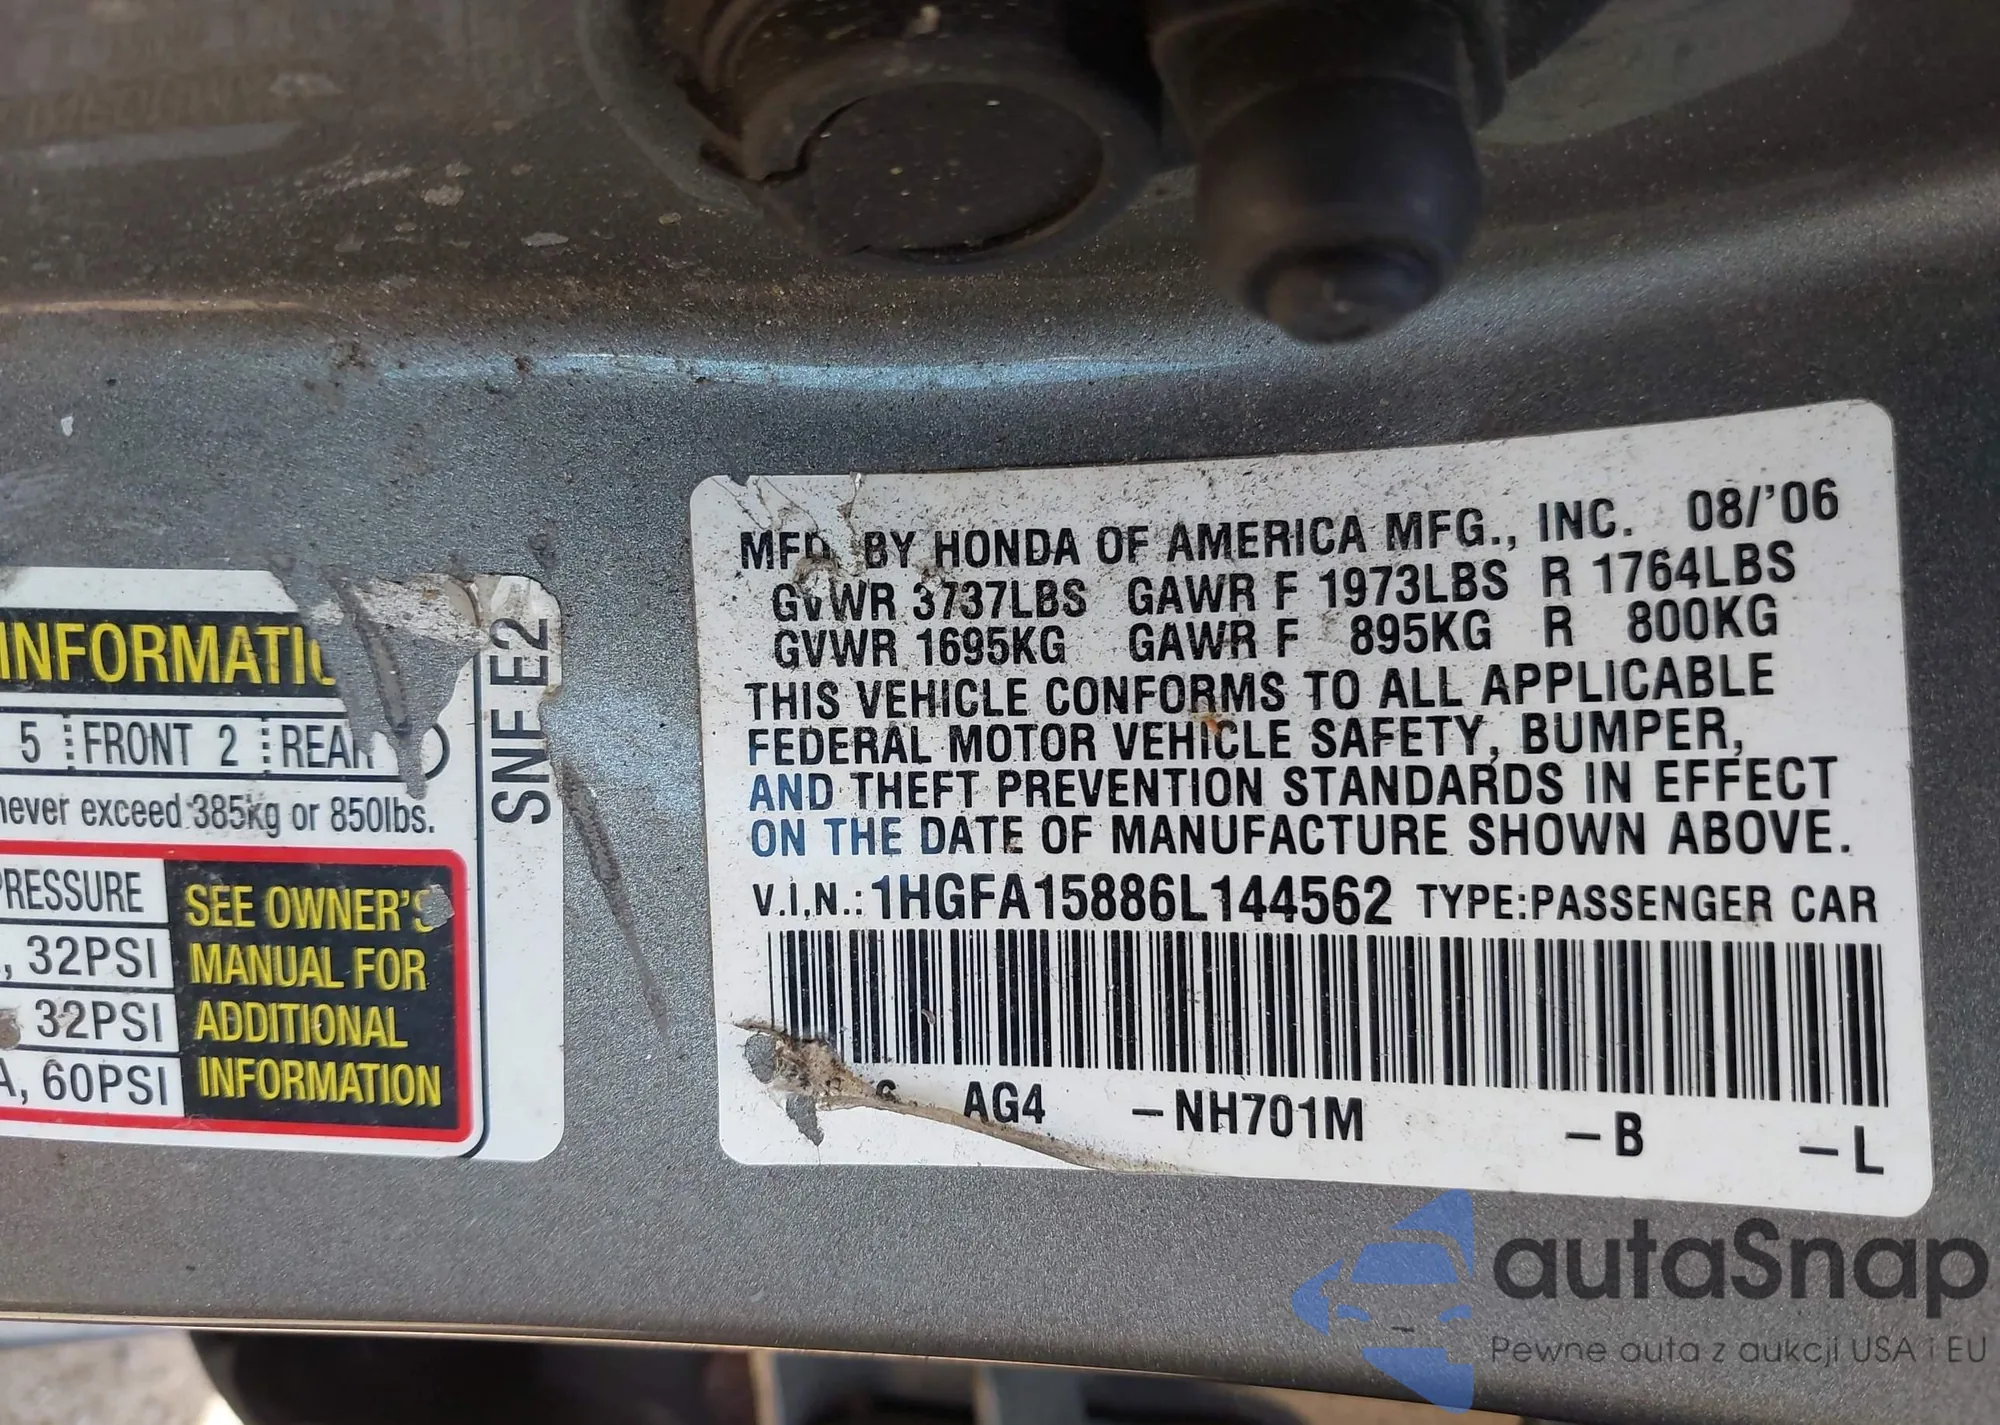 INFORMATI
5 FRONT 2 REAR
never exceed 385kg or 850lbs.
PRESSURE
, 32PSI
32PSI
A, 60PSI
SEE OWNER'S
MANUAL FOR
ADDITIONAL
INFORMATION
SNF E2
MFD. BY HONDA OF AMERICA MFG., INC. 08/'06
GVWR 3737LBS GAWR F 1973LBS R 1764LBS
GVWR 1695KG GAWR F 895KG R 800KG
THIS VEHICLE CONFORMS TO ALL APPLICABLE
FEDERAL MOTOR VEHICLE SAFETY, BUMPER,
AND THEFT PREVENTION STANDARDS IN EFFECT
ON THE DATE OF MANUFACTURE SHOWN ABOVE.
V.I.N.: 1HGFA15886L144562 TYPE:PASSENGER CAR
AG4 -NH701M -B -L
autaSnap
Pewne auta z aukcji USA i EU